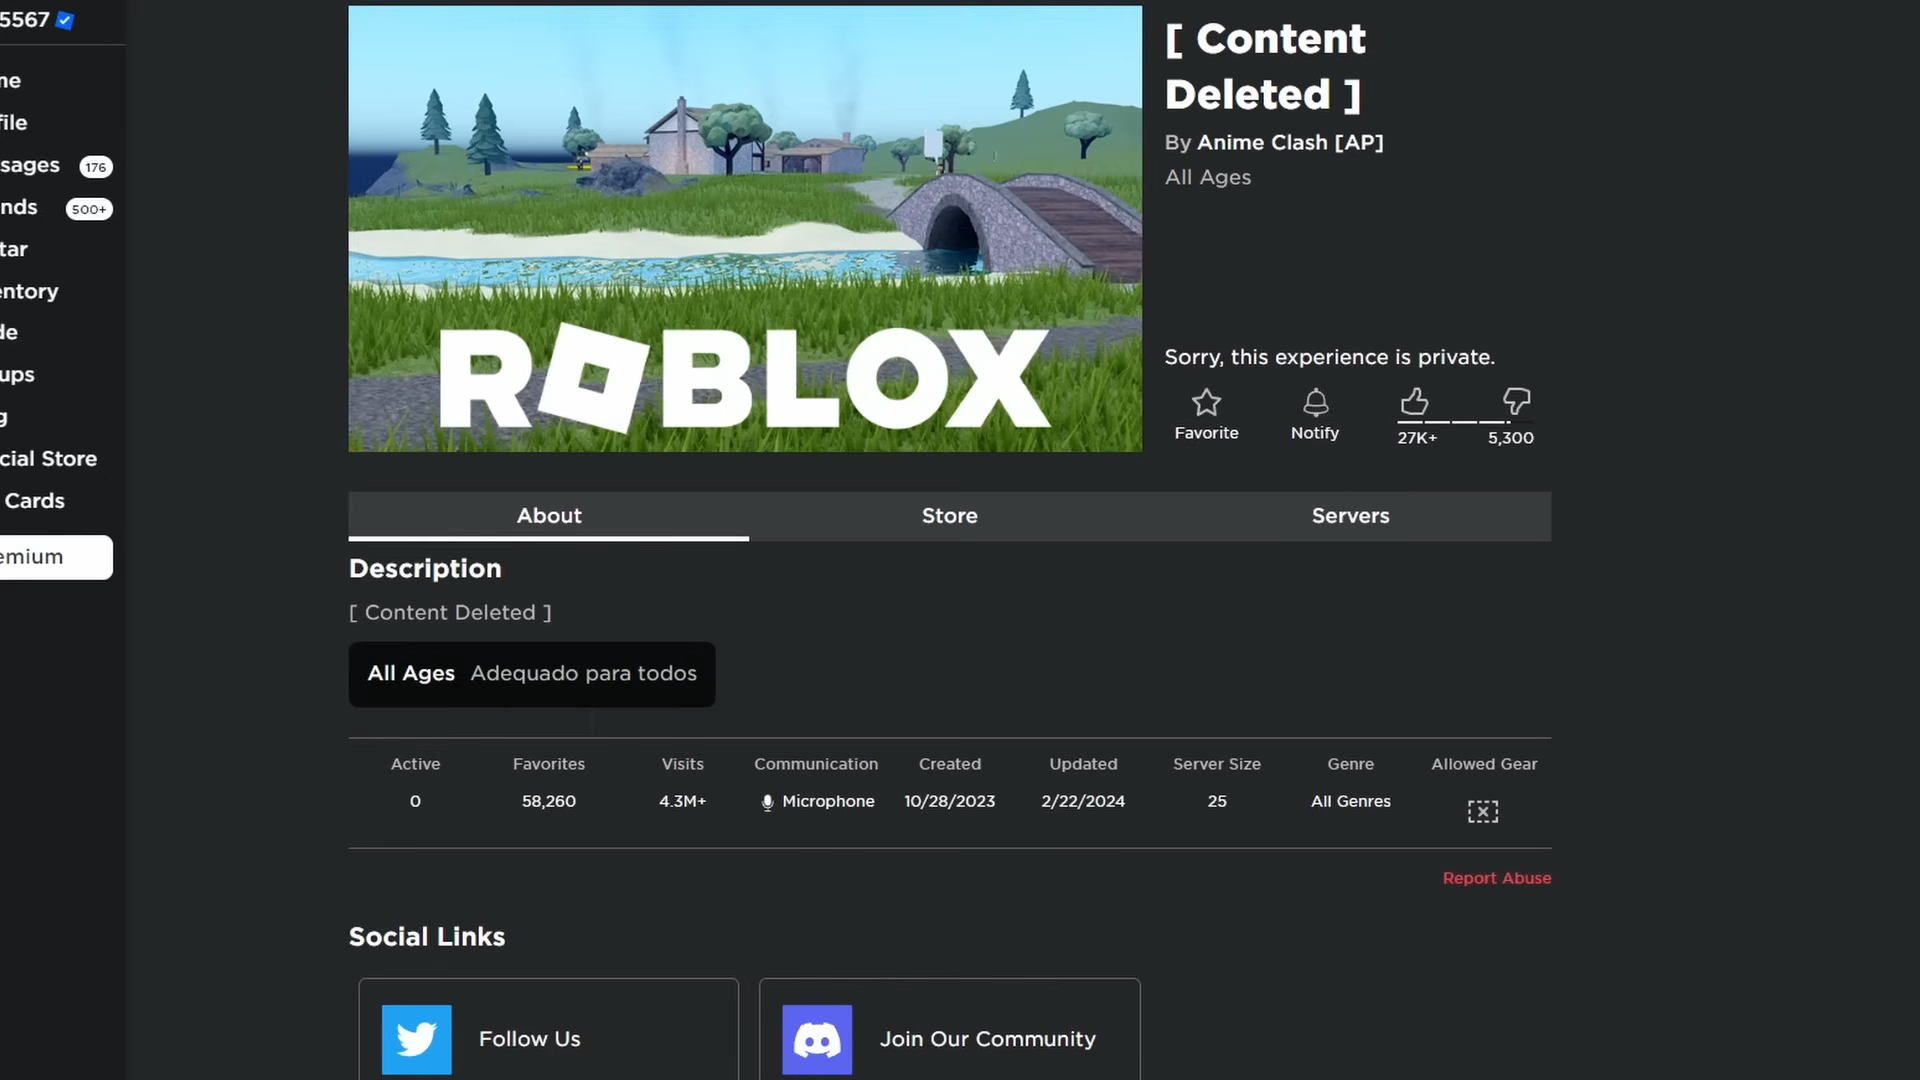 5567
me
file
sages 176
nds 500+
tar
entory
de
ups
g
cial Store
Cards
emium
ROBLOX
[ Content
Deleted ]
By Anime Clash [AP]
All Ages
Sorry, this experience is private.
Favorite Notify 27K+ 5,300
About Store Servers
Description
[ Content Deleted ]
All Ages Adequado para todos
Active Favorites Visits Communication Created Updated Server Size Genre Allowed Gear
0 58,260 4.3M+ Microphone 10/28/2023 2/22/2024 25 All Genres
Report Abuse
Social Links
Follow Us Join Our Community